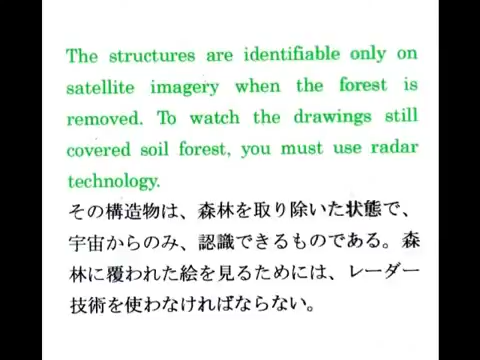 The structures are identifiable only on
satellite imagery when the forest is
removed. To watch the drawings still
covered soil forest, you must use radar
technology.
その構造物は、森林を取り除いた状態で、
宇宙からのみ、認識できるものである。森
林に覆われた絵を見るためには、レーダー
技術を使わなければならない。